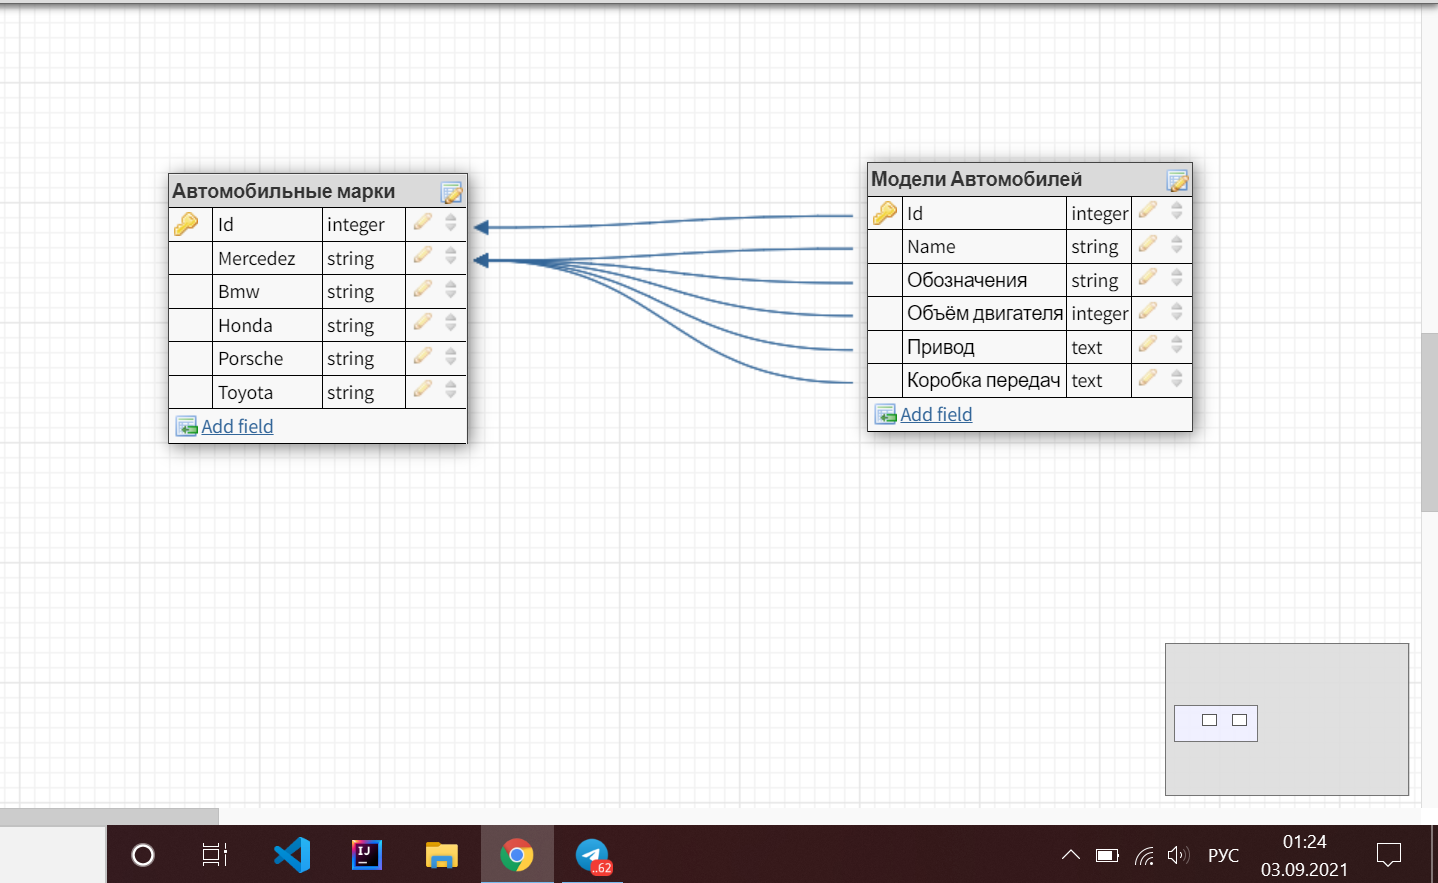 Автомобильные марки
Id integer
Mercedez string
Bmw string
Honda string
Porsche string
Toyota string
Add field
Модели Автомобилей
Id integer
Name string
Обозначения string
Объём двигателя integer
Привод text
Коробка передач text
Add field
IJ
..62
РУС
01:24
03.09.2021